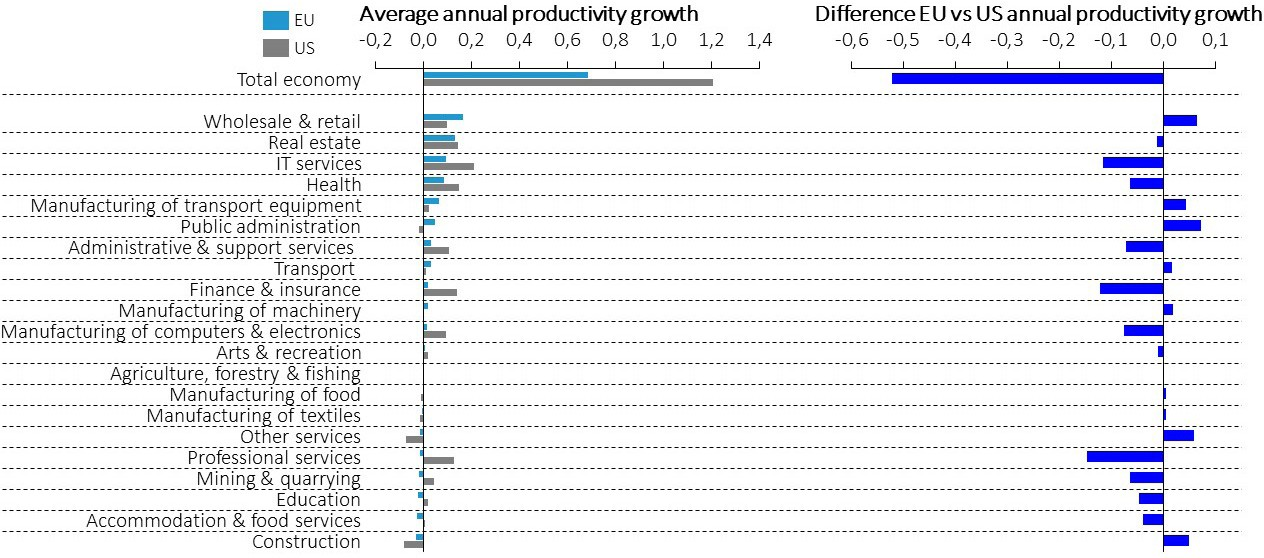 EU
US
Average annual productivity growth
-0,2 0,0 0,2 0,4 0,6 0,8 1,0 1,2 1,4
Difference EU vs US annual productivity growth
-0,6 -0,5 -0,4 -0,3 -0,2 -0,1 0,0 0,1
Total economy
Wholesale & retail
Real estate
IT services
Health
Manufacturing of transport equipment
Public administration
Administrative & support services
Transport
Finance & insurance
Manufacturing of machinery
Manufacturing of computers & electronics
Arts & recreation
Agriculture, forestry & fishing
Manufacturing of food
Manufacturing of textiles
Other services
Professional services
Mining & quarrying
Education
Accommodation & food services
Construction